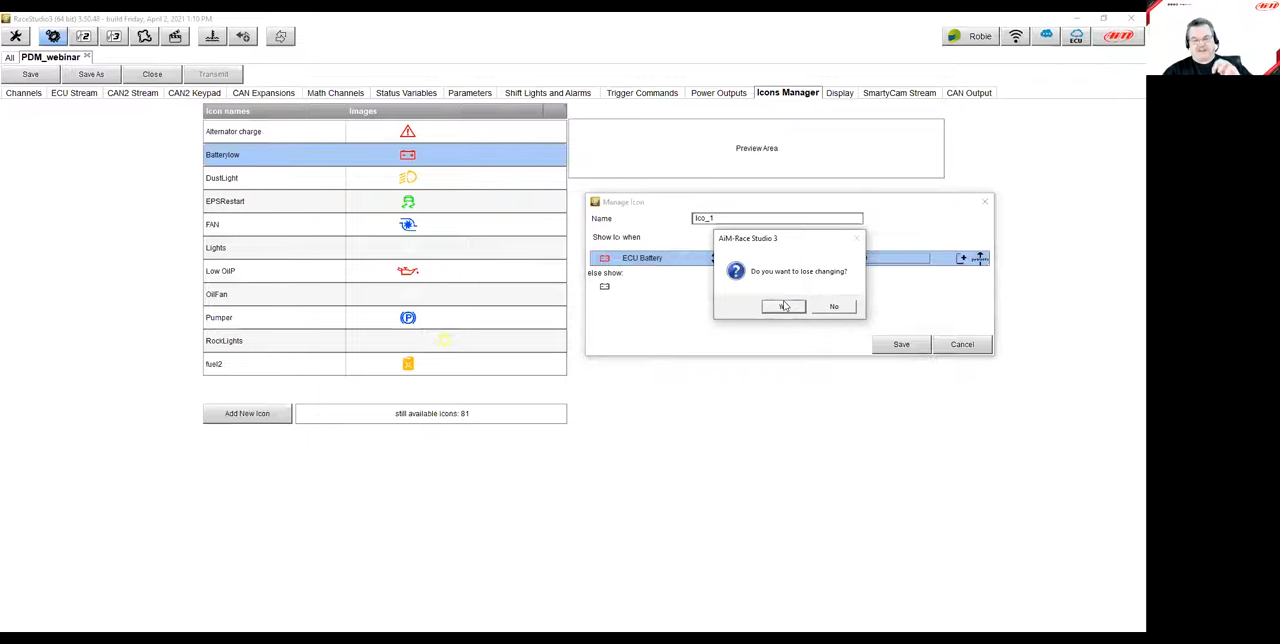 RaceStudio3 (64 bit) 3.50.48 - build Friday, April 2, 2021 1:10 PM.
2 3 Robie ECU AiM
All PDM_webinar
Save Save As Close Transmit
Channels ECU Stream CAN2 Stream CAN2 Keypad CAN Expansions Math Channels Status Variables Parameters Shift Lights and Alarms Trigger Commands Power Outputs Icons Manager Display SmartyCam Stream CAN Output
Icon names Images
Alternator charge
Batterylow
DustLight
EPSRestart
FAN
Lights
Low OilP
OilFan
Pumper
RockLights
fuel2
Add New Icon still available icons: 81
Preview Area
Manage Icon
Name Ico_1
Show Ico when
ECU Battery
else show:
Save Cancel
AiM-Race Studio 3
Do you want to lose changing?
No